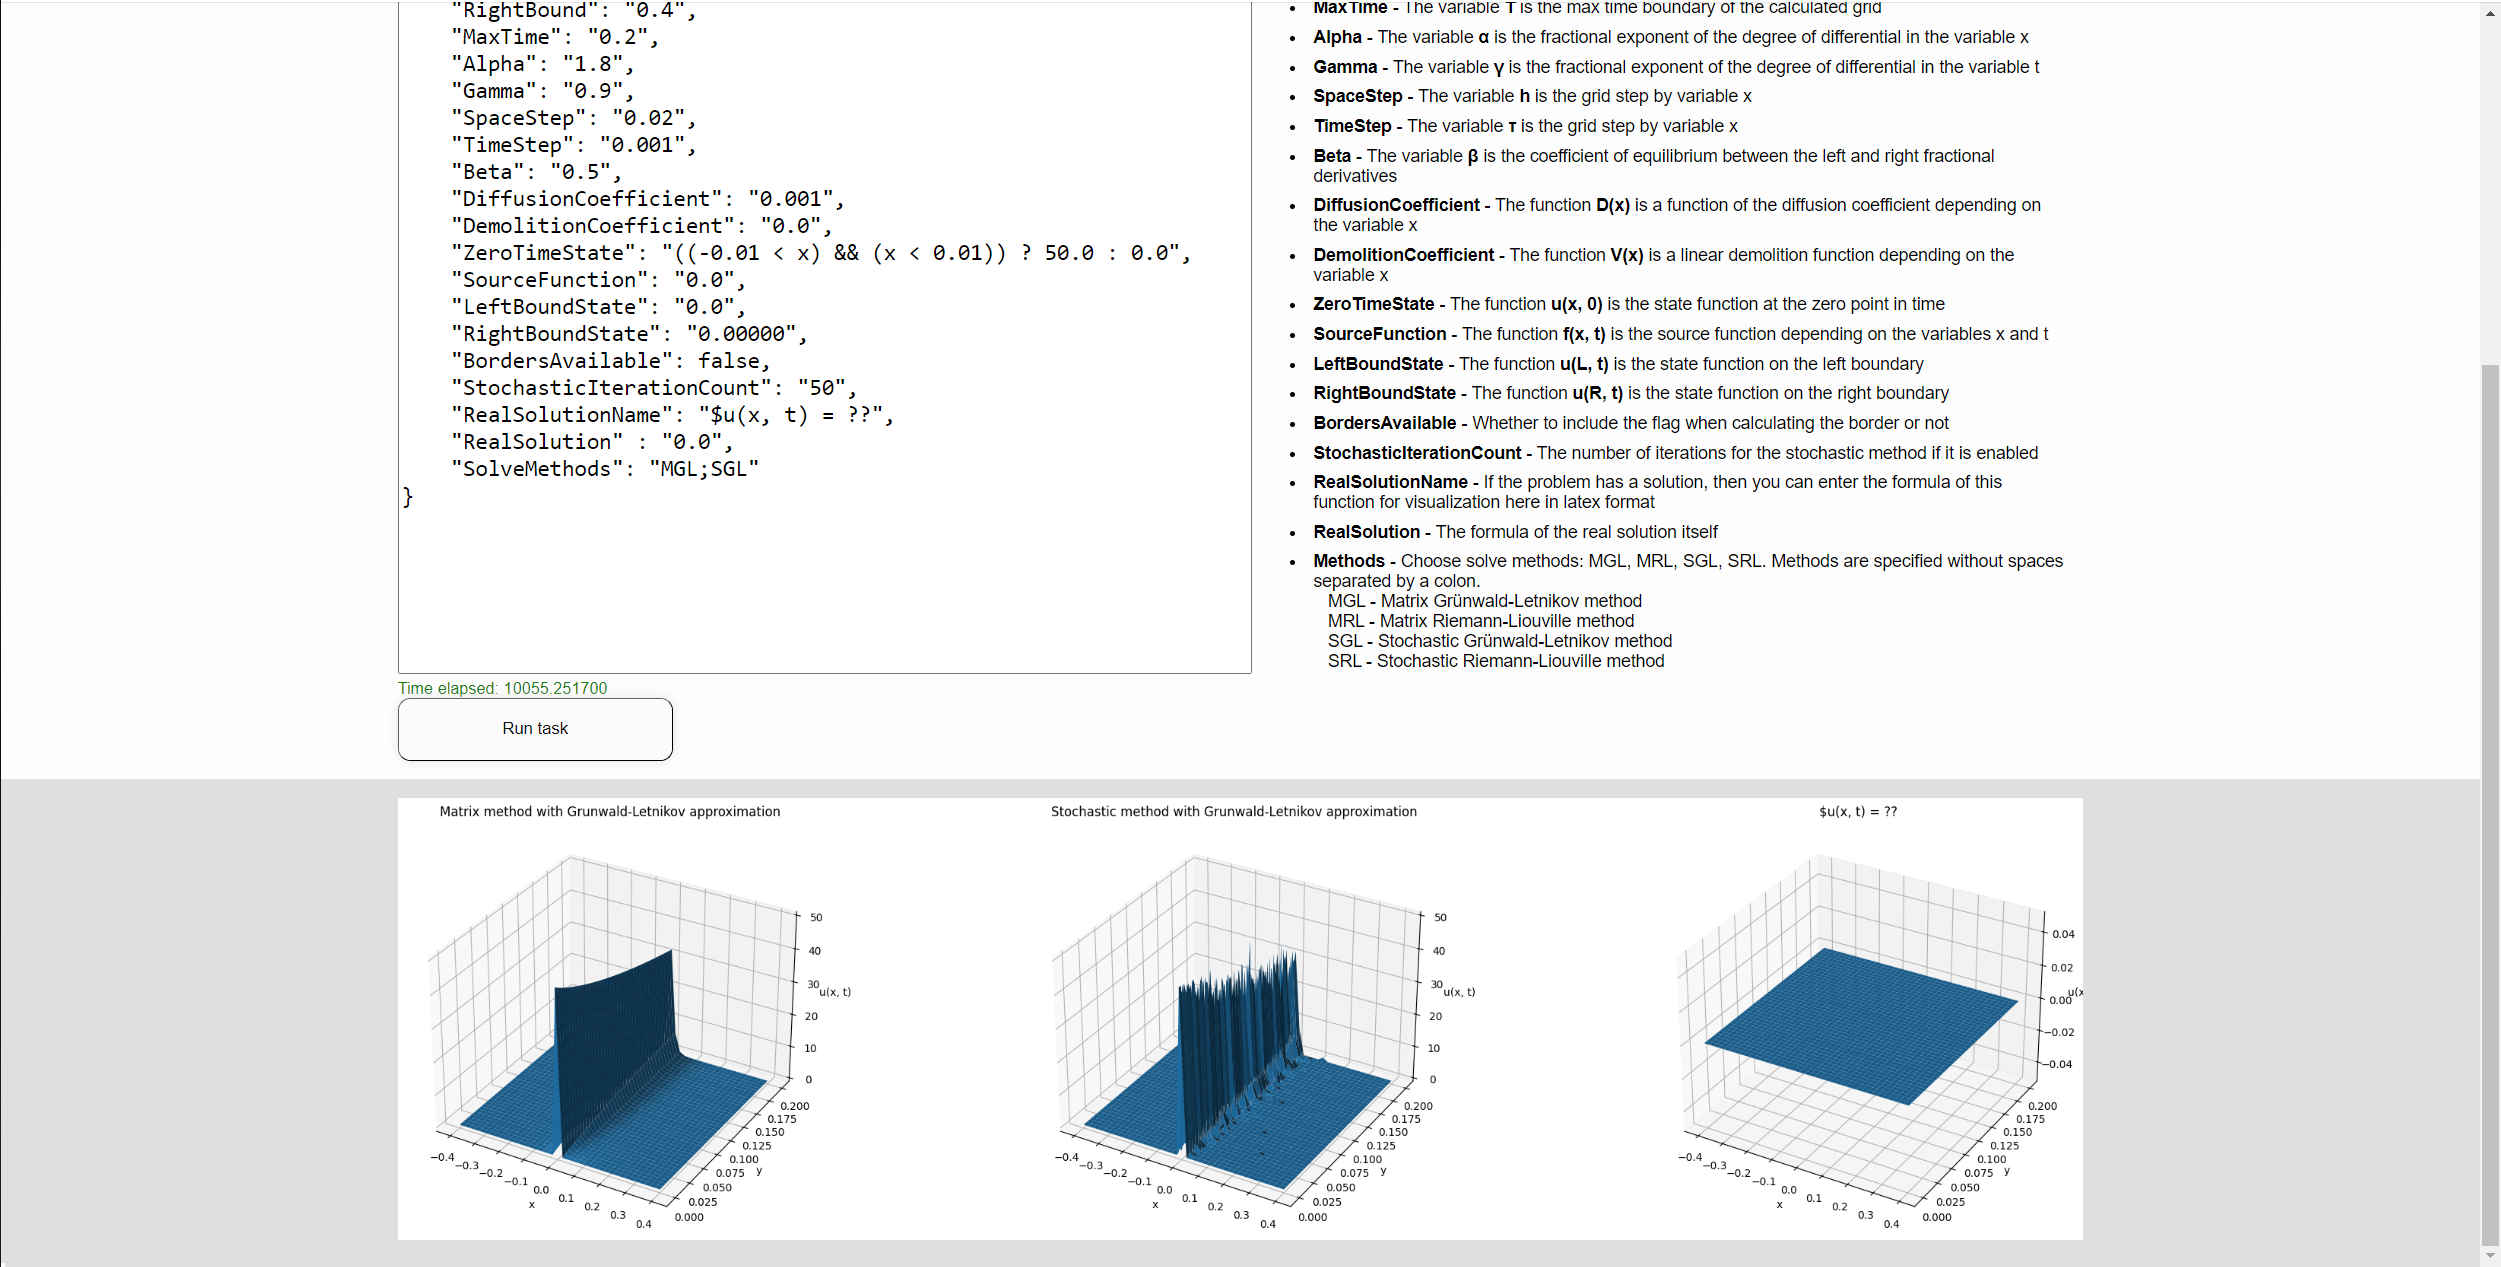 "RightBound": "0.4",
"MaxTime": "0.2",
"Alpha": "1.8",
"Gamma": "0.9",
"SpaceStep": "0.02",
"TimeStep": "0.001",
"Beta": "0.5",
"DiffusionCoefficient": "0.001",
"DemolitionCoefficient": "0.0",
"ZeroTimeState": "((-0.01 < x) && (x < 0.01)) ? 50.0 : 0.0",
"SourceFunction": "0.0",
"LeftBoundState": "0.0",
"RightBoundState": "0.00000",
"BordersAvailable": false,
"StochasticIterationCount": "50",
"RealSolutionName": "$u(x, t) = ??",
"RealSolution" : "0.0",
"SolveMethods": "MGL;SGL"
}
Time elapsed: 10055.251700
Run task
• MaxTime - The variable T is the max time boundary of the calculated grid
• Alpha - The variable α is the fractional exponent of the degree of differential in the variable x
• Gamma - The variable γ is the fractional exponent of the degree of differential in the variable t
• SpaceStep - The variable h is the grid step by variable x
• TimeStep - The variable τ is the grid step by variable x
• Beta - The variable β is the coefficient of equilibrium between the left and right fractional
derivatives
• DiffusionCoefficient - The function D(x) is a function of the diffusion coefficient depending on
the variable x
• DemolitionCoefficient - The function V(x) is a linear demolition function depending on the
variable x
• ZeroTimeState - The function u(x, 0) is the state function at the zero point in time
• SourceFunction - The function f(x, t) is the source function depending on the variables x and t
• LeftBoundState - The function u(L, t) is the state function on the left boundary
• RightBoundState - The function u(R, t) is the state function on the right boundary
• BordersAvailable - Whether to include the flag when calculating the border or not
• StochasticIterationCount - The number of iterations for the stochastic method if it is enabled
• RealSolutionName - If the problem has a solution, then you can enter the formula of this
function for visualization here in latex format
• RealSolution - The formula of the real solution itself
• Methods - Choose solve methods: MGL, MRL, SGL, SRL. Methods are specified without spaces
separated by a colon.
MGL - Matrix Grünwald-Letnikov method
MRL - Matrix Riemann-Liouville method
SGL - Stochastic Grünwald-Letnikov method
SRL - Stochastic Riemann-Liouville method
Matrix method with Grunwald-Letnikov approximation
50
40
30
u(x, t)
20
10
0
0.200
0.175
0.150
0.125
0.100
0.075
y
0.050
0.025
0.000
−0.4
−0.3
−0.2
−0.1
0.0
0.1
0.2
0.3
0.4
x
Stochastic method with Grunwald-Letnikov approximation
50
40
30
u(x, t)
20
10
0
0.200
0.175
0.150
0.125
0.100
0.075
y
0.050
0.025
0.000
−0.4
−0.3
−0.2
−0.1
0.0
0.1
0.2
0.3
0.4
x
$u(x, t) = ??
0.04
0.02
0.00
u(x
−0.02
−0.04
0.200
0.175
0.150
0.125
0.100
0.075
y
0.050
0.025
0.000
−0.4
−0.3
−0.2
−0.1
0.0
0.1
0.2
0.3
0.4
x